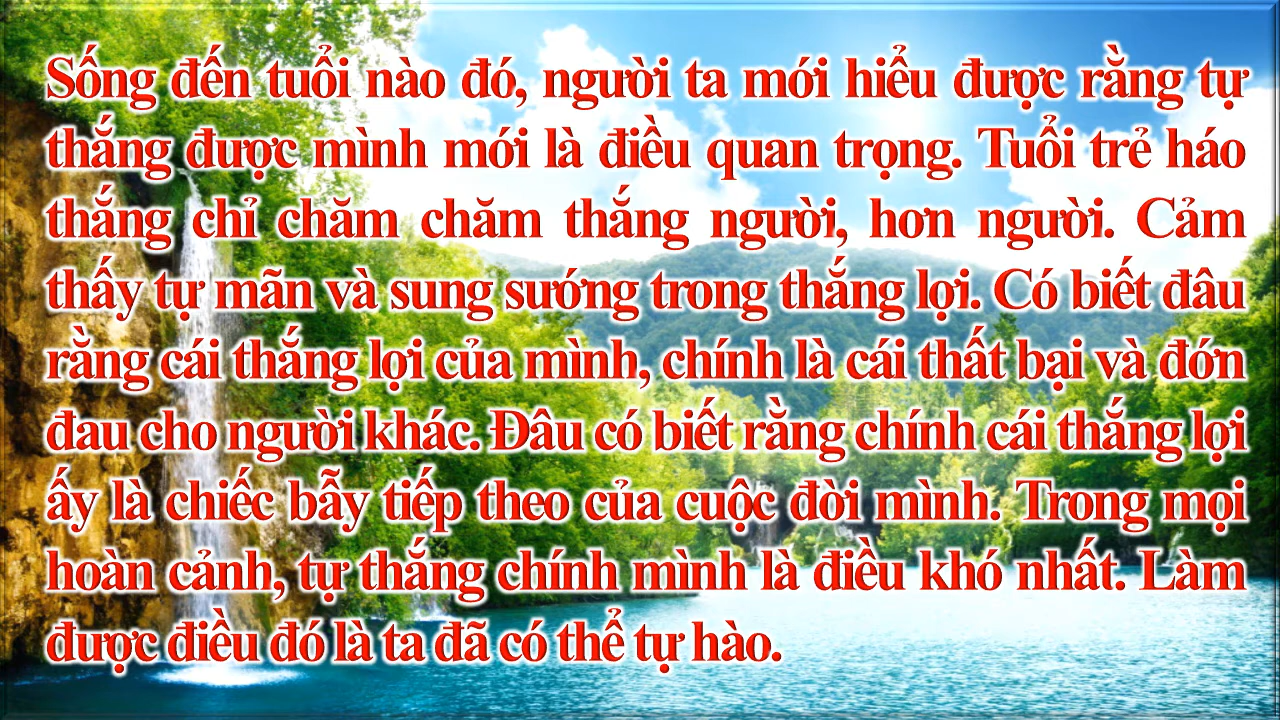 Sống đến tuổi nào đó, người ta mới hiểu được rằng tự
thắng được mình mới là điều quan trọng. Tuổi trẻ háo
thắng chỉ chăm chăm thắng người, hơn người. Cảm
thấy tự mãn và sung sướng trong thắng lợi. Có biết đâu
rằng cái thắng lợi của mình, chính là cái thất bại và đớn
đau cho người khác. Đâu có biết rằng chính cái thắng lợi
ấy là chiếc bẫy tiếp theo của cuộc đời mình. Trong mọi
hoàn cảnh, tự thắng chính mình là điều khó nhất. Làm
được điều đó là ta đã có thể tự hào.